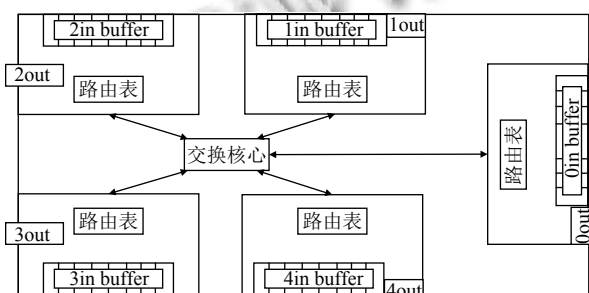 2in buffer
1in buffer
1out
2out
路由表
路由表
路由表
0in buffer
0out
交换核心
3out
路由表
路由表
3in buffer
4in buffer
4out